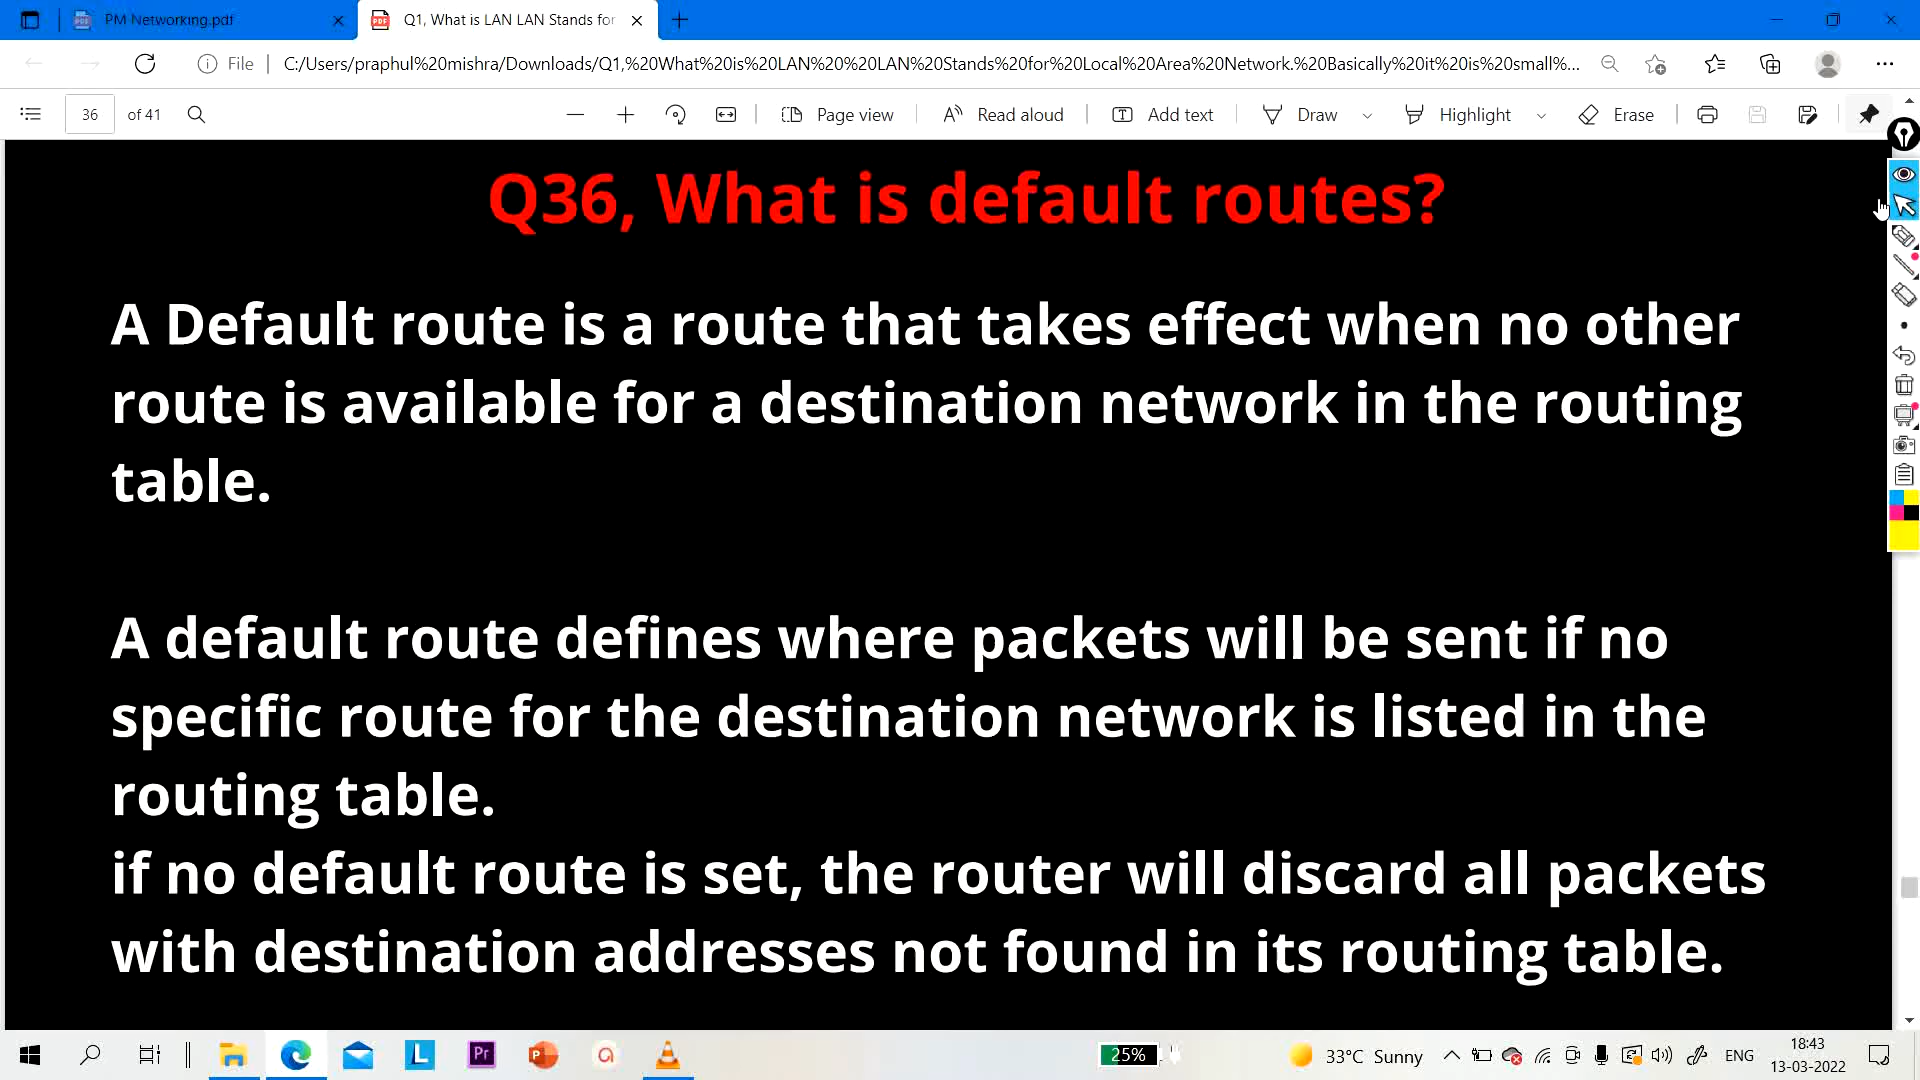 PM Networking.pdf
Q1, What is LAN LAN Stands for
File
C:/Users/praphul%20mishra/Downloads/Q1,%20What%20is%20LAN%20%20LAN%20Stands%20for%20Local%20Area%20Network.%20Basically%20it%20is%20small%...
36 of 41
Page view
Read aloud
Add text
Draw
Highlight
Erase
Q36, What is default routes?
A Default route is a route that takes effect when no other
route is available for a destination network in the routing
table.
A default route defines where packets will be sent if no
specific route for the destination network is listed in the
routing table.
if no default route is set, the router will discard all packets
with destination addresses not found in its routing table.
L
Pr
P
25%
33°C Sunny
ENG
18:43
13-03-2022